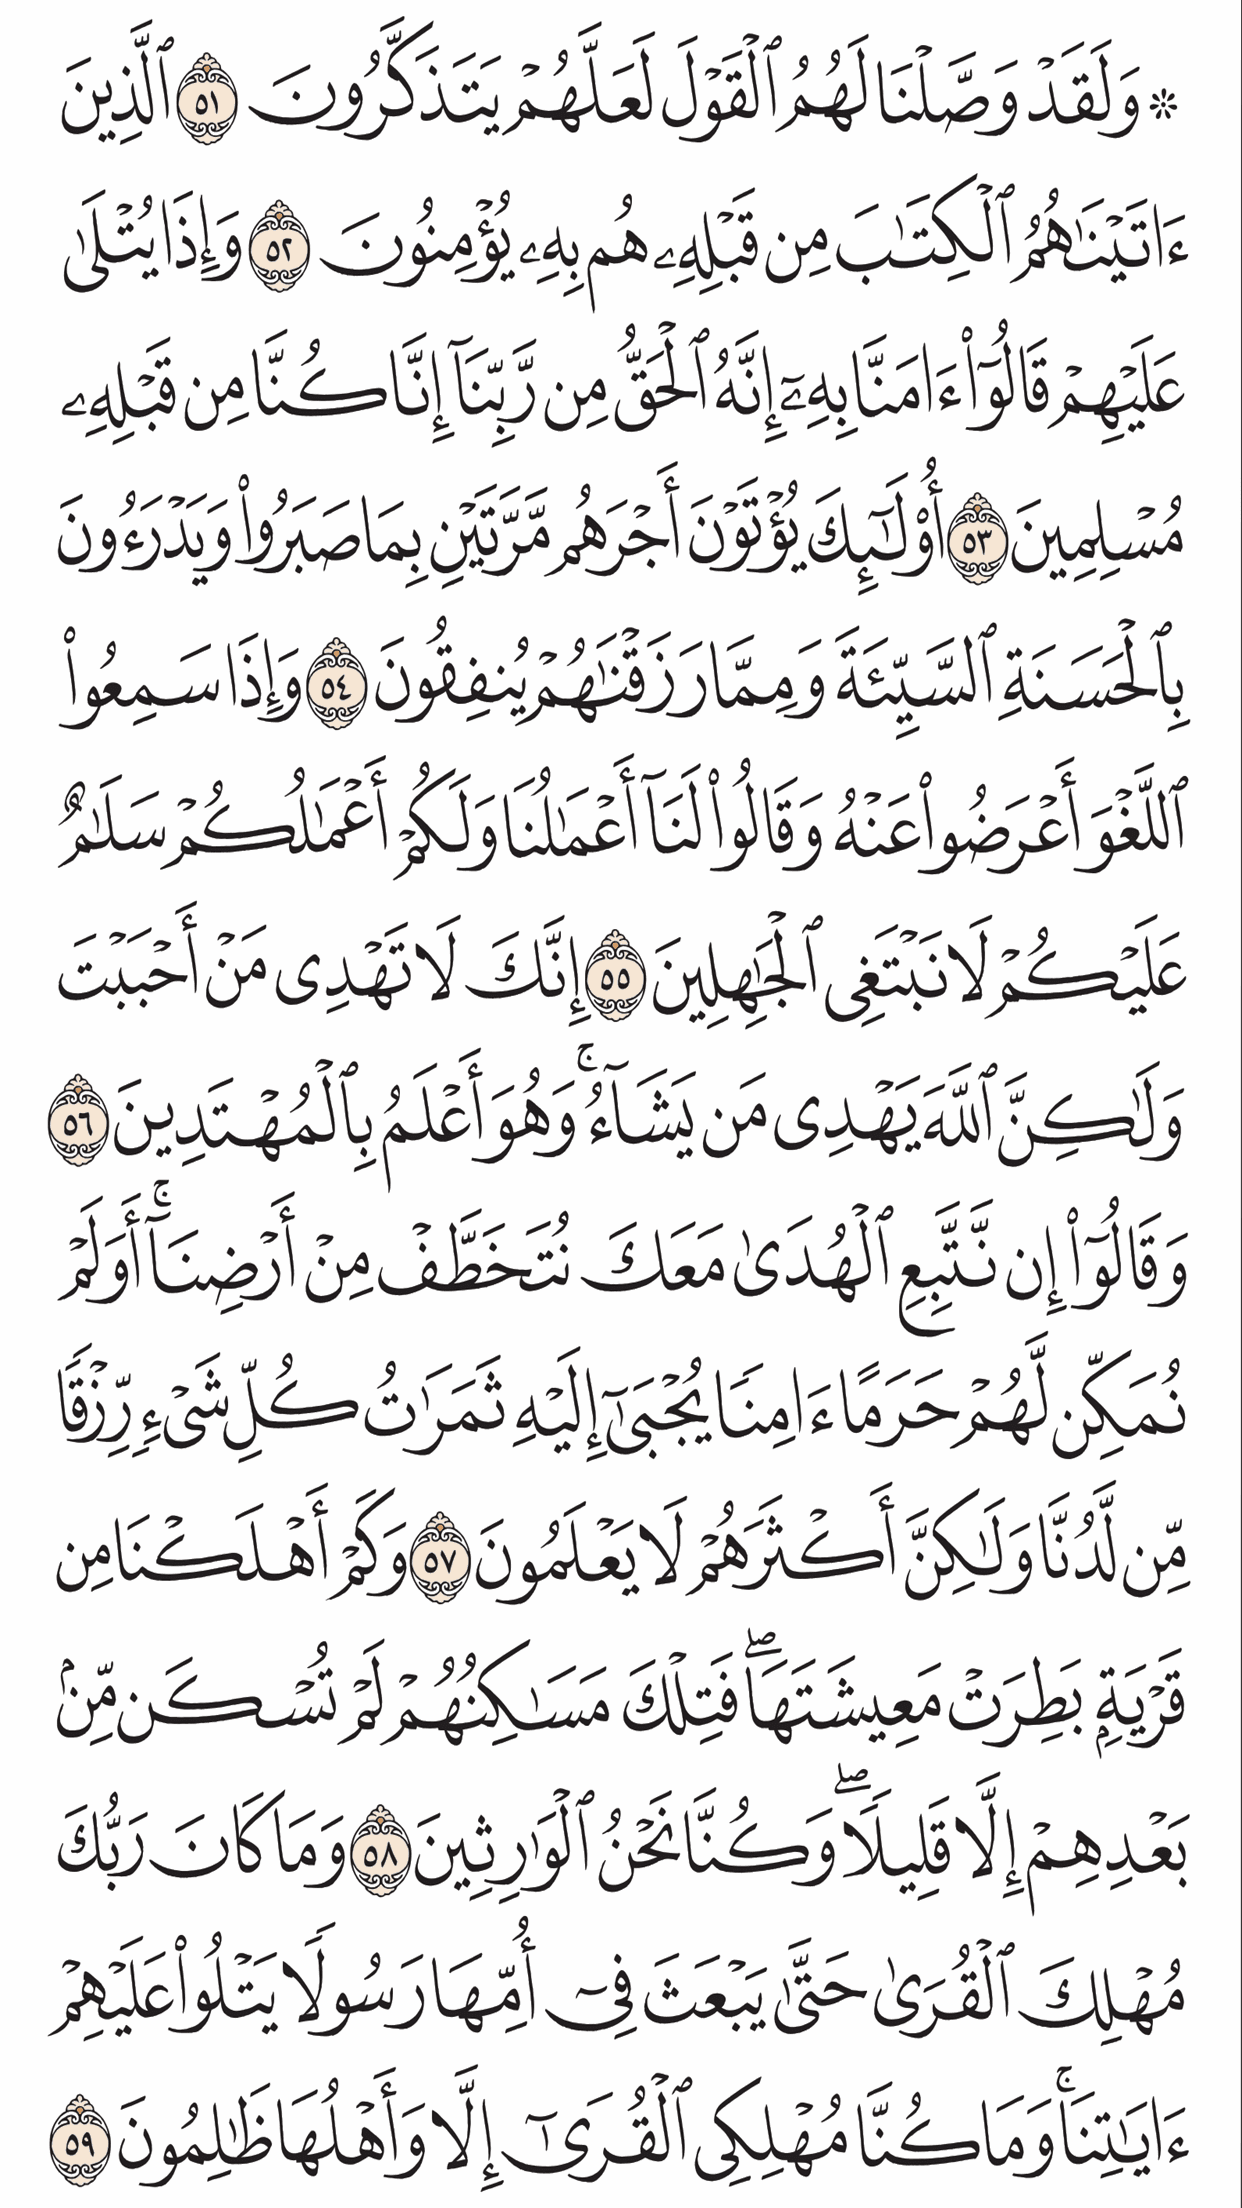 ۞ وَلَقَدْ وَصَّلْنَا لَهُمُ ٱلْقَوْلَ لَعَلَّهُمْ يَتَذَكَّرُونَ ٥١ ٱلَّذِينَ
ءَاتَيْنَـٰهُمُ ٱلْكِتَـٰبَ مِن قَبْلِهِۦ هُم بِهِۦ يُؤْمِنُونَ ٥٢ وَإِذَا يُتْلَىٰ
عَلَيْهِمْ قَالُوٓا۟ ءَامَنَّا بِهِۦٓ إِنَّهُ ٱلْحَقُّ مِن رَّبِّنَآ إِنَّا كُنَّا مِن قَبْلِهِۦ
مُسْلِمِينَ ٥٣ أُو۟لَـٰٓئِكَ يُؤْتَوْنَ أَجْرَهُم مَّرَّتَيْنِ بِمَا صَبَرُوا۟ وَيَدْرَءُونَ
بِٱلْحَسَنَةِ ٱلسَّيِّئَةَ وَمِمَّا رَزَقْنَـٰهُمْ يُنفِقُونَ ٥٤ وَإِذَا سَمِعُوا۟
ٱللَّغْوَ أَعْرَضُوا۟ عَنْهُ وَقَالُوا۟ لَنَآ أَعْمَـٰلُنَا وَلَكُمْ أَعْمَـٰلُكُمْ سَلَـٰمٌ
عَلَيْكُمْ لَا نَبْتَغِى ٱلْجَـٰهِلِينَ ٥٥ إِنَّكَ لَا تَهْدِى مَنْ أَحْبَبْتَ
وَلَـٰكِنَّ ٱللَّهَ يَهْدِى مَن يَشَآءُ ۚ وَهُوَ أَعْلَمُ بِٱلْمُهْتَدِينَ ٥٦
وَقَالُوٓا۟ إِن نَّتَّبِعِ ٱلْهُدَىٰ مَعَكَ نُتَخَطَّفْ مِنْ أَرْضِنَآ ۚ أَوَلَمْ
نُمَكِّن لَّهُمْ حَرَمًا ءَامِنًا يُجْبَىٰٓ إِلَيْهِ ثَمَرَٰتُ كُلِّ شَىْءٍ رِّزْقًا
مِّن لَّدُنَّا وَلَـٰكِنَّ أَكْثَرَهُمْ لَا يَعْلَمُونَ ٥٧ وَكَمْ أَهْلَكْنَا مِن
قَرْيَةٍۭ بَطِرَتْ مَعِيشَتَهَا ۖ فَتِلْكَ مَسَـٰكِنُهُمْ لَمْ تُسْكَن مِّنۢ
بَعْدِهِمْ إِلَّا قَلِيلًا ۖ وَكُنَّا نَحْنُ ٱلْوَٰرِثِينَ ٥٨ وَمَا كَانَ رَبُّكَ
مُهْلِكَ ٱلْقُرَىٰ حَتَّىٰ يَبْعَثَ فِىٓ أُمِّهَا رَسُولًا يَتْلُوا۟ عَلَيْهِمْ
ءَايَـٰتِنَا ۚ وَمَا كُنَّا مُهْلِكِى ٱلْقُرَىٰٓ إِلَّا وَأَهْلُهَا ظَـٰلِمُونَ ٥٩